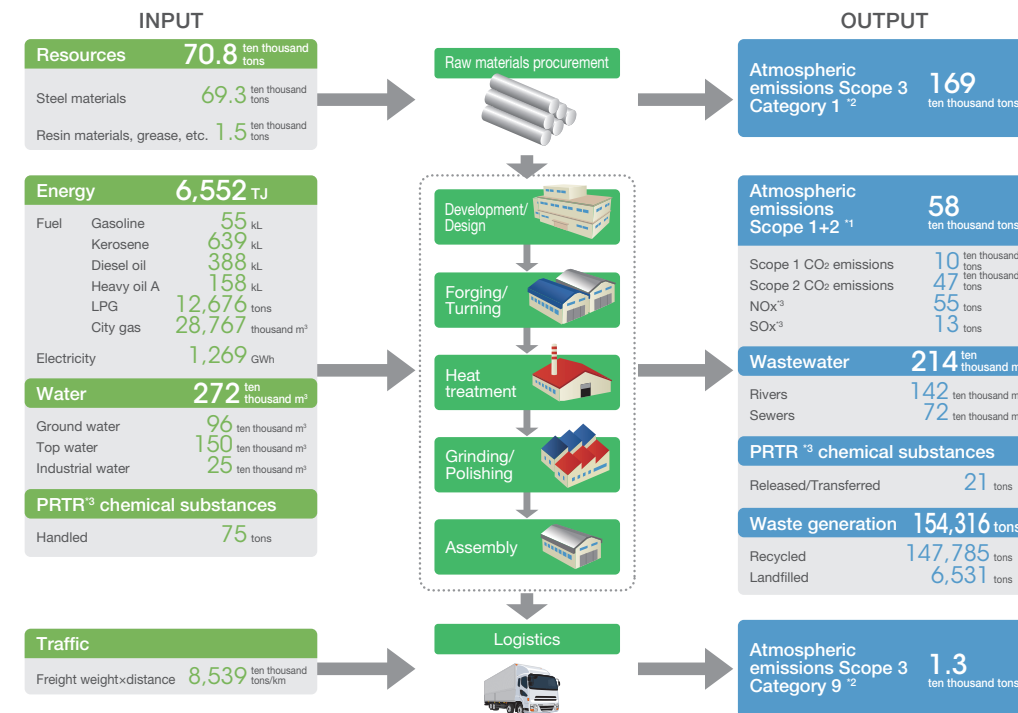 INPUT
Resources 70.8 ten thousand tons
Steel materials 69.3 ten thousand tons
Resin materials, grease, etc. 1.5 ten thousand tons
Energy 6,552 TJ
Fuel Gasoline 55 kL
Kerosene 639 kL
Diesel oil 388 kL
Heavy oil A 158 kL
LPG 12,676 tons
City gas 28,767 thousand m³
Electricity 1,269 GWh
Water 272 ten thousand m³
Ground water 96 ten thousand m³
Top water 150 ten thousand m³
Industrial water 25 ten thousand m³
PRTR*3 chemical substances
Handled 75 tons
Traffic
Freight weight×distance 8,539 ten thousand tons/km
Raw materials procurement
Development/
Design
Forging/
Turning
Heat
treatment
Grinding/
Polishing
Assembly
Logistics
OUTPUT
Atmospheric
emissions Scope 3
Category 1 *2
169
ten thousand tons
Atmospheric
emissions
Scope 1+2 *1
58
ten thousand tons
Scope 1 CO2 emissions 10 ten thousand tons
Scope 2 CO2 emissions 47 ten thousand tons
NOx*3 55 tons
SOx*3 13 tons
Wastewater 214 ten thousand m
Rivers 142 ten thousand m
Sewers 72 ten thousand m
PRTR *3 chemical substances
Released/Transferred 21 tons
Waste generation 154,316 tons
Recycled 147,785 tons
Landfilled 6,531 tons
Atmospheric
emissions Scope 3
Category 9 *2
1.3
ten thousand tons